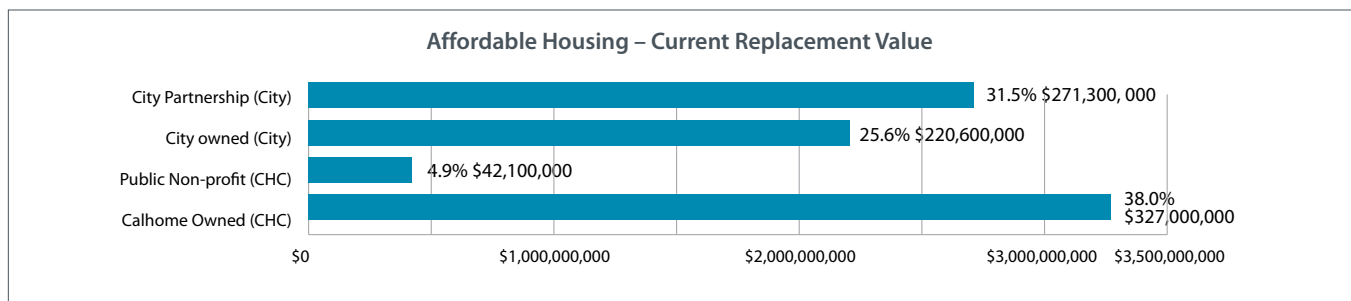 Affordable Housing – Current Replacement Value
City Partnership (City)
31.5% $271,300, 000
City owned (City)
25.6% $220,600,000
Public Non-profit (CHC)
4.9% $42,100,000
Calhome Owned (CHC)
38.0%
$327,000,000
$0
$1,000,000,000
$2,000,000,000
$3,000,000,000
$3,500,000,000